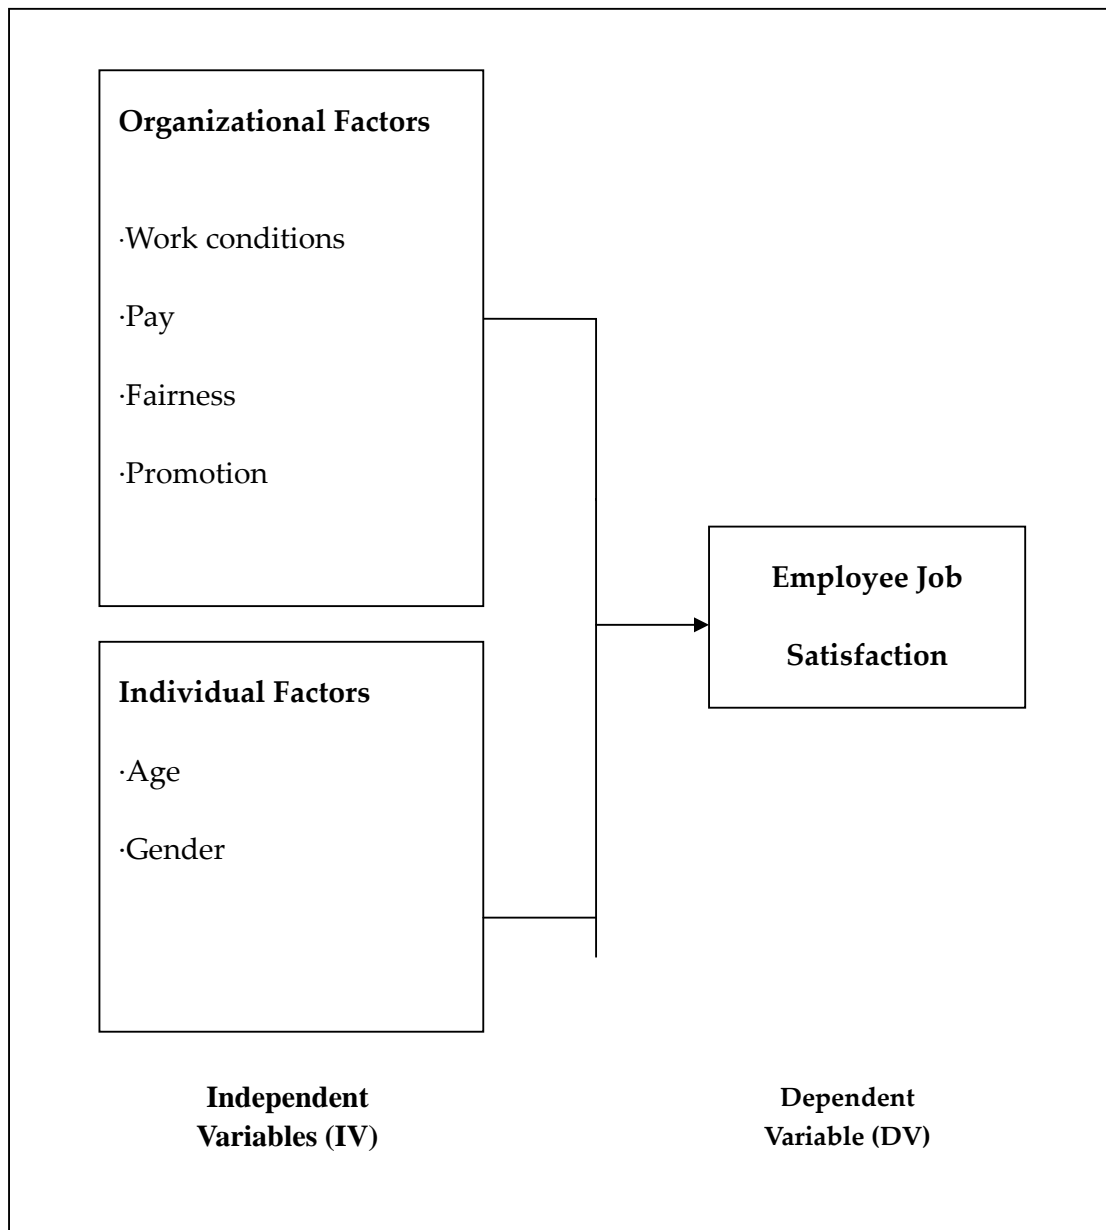 Organizational Factors
·Work conditions
·Pay
·Fairness
·Promotion
Employee Job
Satisfaction
Individual Factors
·Age
·Gender
Independent
Variables (IV)
Dependent
Variable (DV)